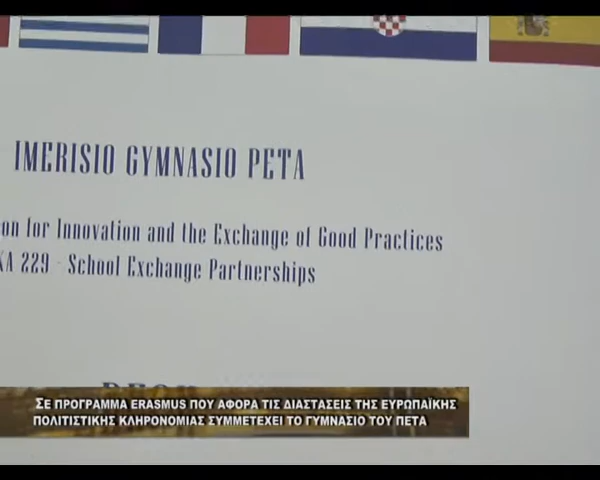 IMERISIO GYMNASIO PETA
for Innovation and the Exchange of Good Practices
KA 229 - School Exchange Partnerships
ΣΕ ΠΡΟΓΡΑΜΜΑ ERASMUS ΠΟΥ ΑΦΟΡΑ ΤΙΣ ΔΙΑΣΤΑΣΕΙΣ ΤΗΣ ΕΥΡΩΠΑΪΚΗΣ
ΠΟΛΙΤΙΣΤΙΚΗΣ ΚΛΗΡΟΝΟΜΙΑΣ ΣΥΜΜΕΤΕΧΕΙ ΤΟ ΓΥΜΝΑΣΙΟ ΤΟΥ ΠΕΤΑ